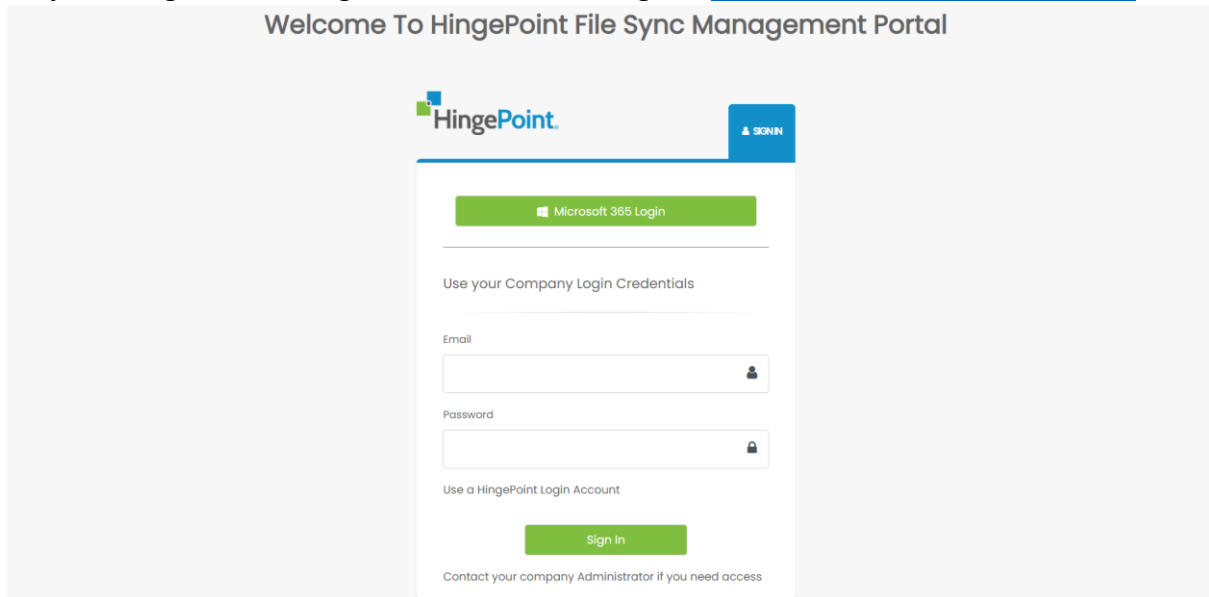 Welcome To HingePoint File Sync Management Portal
HingePoint.
SIGN IN
Microsoft 365 Login
Use your Company Login Credentials
Email
Password
Use a HingePoint Login Account
Sign In
Contact your company Administrator if you need access